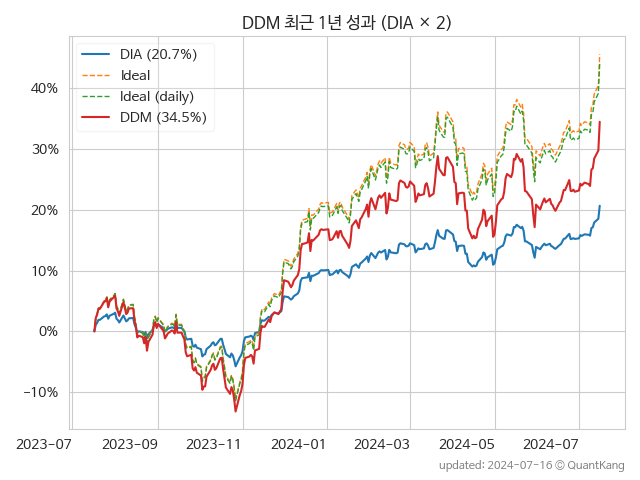 DDM 최근 1년 성과 (DIA × 2)
DIA (20.7%)
Ideal
Ideal (daily)
DDM (34.5%)
40%
30%
20%
10%
0%
−10%
2023−07
2023−09
2023−11
2024−01
2024−03
2024−05
2024−07
updated: 2024−07−16 © QuantKang